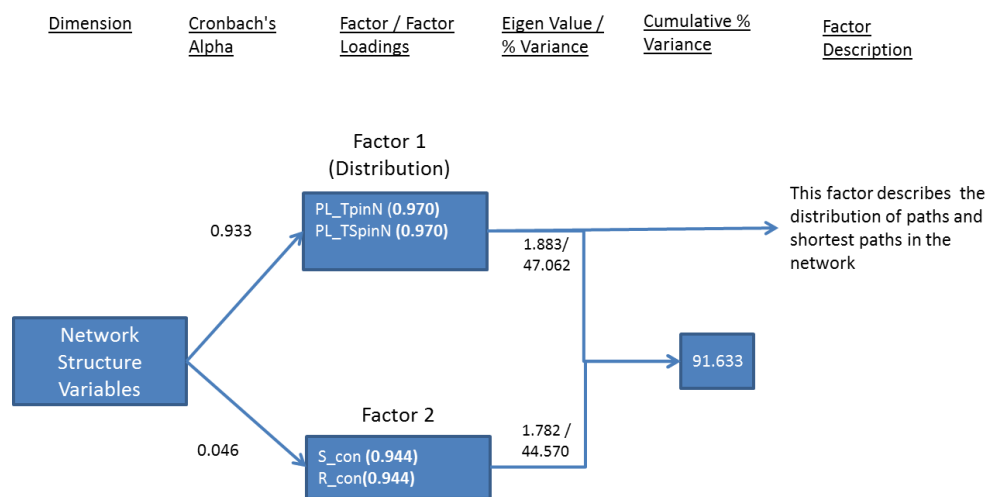 Dimension
Cronbach's
Alpha
Factor / Factor
Loadings
Eigen Value /
% Variance
Cumulative %
Variance
Factor
Description
Factor 1
(Distribution)
PL_TpinN (0.970)
PL_TSpinN (0.970)
0.933
1.883/
47.062
This factor describes the
distribution of paths and
shortest paths in the
network
Network
Structure
Variables
91.633
Factor 2
0.046
S_con (0.944)
R_con(0.944)
1.782 /
44.570